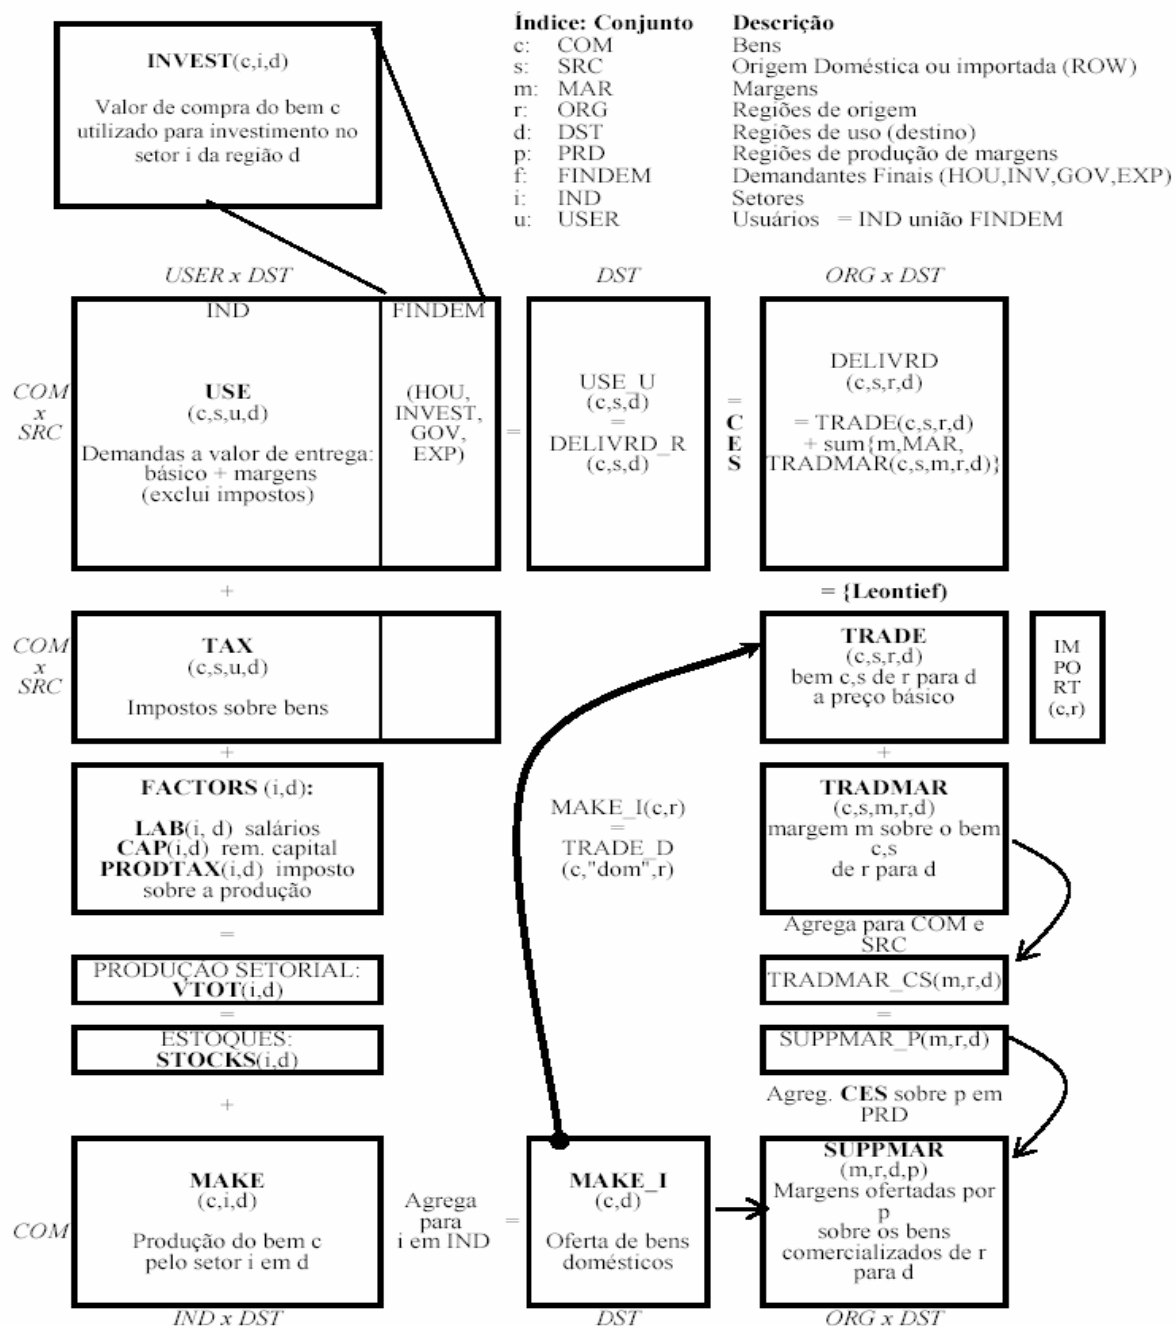 INVEST(c,i,d)
Valor de compra do bem c
utilizado para investimento no
setor i da região d
Índice: Conjunto Descrição
c: COM Bens
s: SRC Origem Doméstica ou importada (ROW)
m: MAR Margens
r: ORG Regiões de origem
d: DST Regiões de uso (destino)
p: PRD Regiões de produção de margens
f: FINDEM Demandantes Finais (HOU,INV,GOV,EXP)
i: IND Setores
u: USER Usuários = IND união FINDEM
USER x DST
DST
ORG x DST
COM
x
SRC
IND
USE
(c,s,u,d)
Demandas a valor de entrega:
básico + margens
(exclui impostos)
FINDEM
(HOU,
INVEST,
GOV,
EXP)
=
USE_U
(c,s,d)
=
DELIVRD_R
(c,s,d)
=
C
E
S
DELIVRD
(c,s,r,d)
= TRADE(c,s,r,d)
+ sum{m,MAR,
TRADMAR(c,s,m,r,d)}
+
= {Leontief)
COM
x
SRC
TAX
(c,s,u,d)
Impostos sobre bens
TRADE
(c,s,r,d)
bem c,s de r para d
a preço básico
IM
PO
RT
(c,r)
+
+
FACTORS (i,d):
LAB(i, d) salários
CAP(i,d) rem. capital
PRODTAX(i,d) imposto
sobre a produção
MAKE_I(c,r)
=
TRADE_D
(c,"dom",r)
TRADMAR
(c,s,m,r,d)
margem m sobre o bem
c,s
de r para d
=
Agrega para COM e
SRC
PRODUÇÃO SETORIAL:
VTOT(i,d)
TRADMAR_CS(m,r,d)
=
=
ESTOQUES:
STOCKS(i,d)
SUPPMAR_P(m,r,d)
+
Agreg. CES sobre p em
PRD
COM
MAKE
(c,i,d)
Produção do bem c
pelo setor i em d
Agrega
para
i em IND
=
MAKE_I
(c,d)
Oferta de bens
domésticos
SUPPMAR
(m,r,d,p)
Margens ofertadas por
p
sobre os bens
comercializados de r
para d
IND x DST
DST
ORG x DST